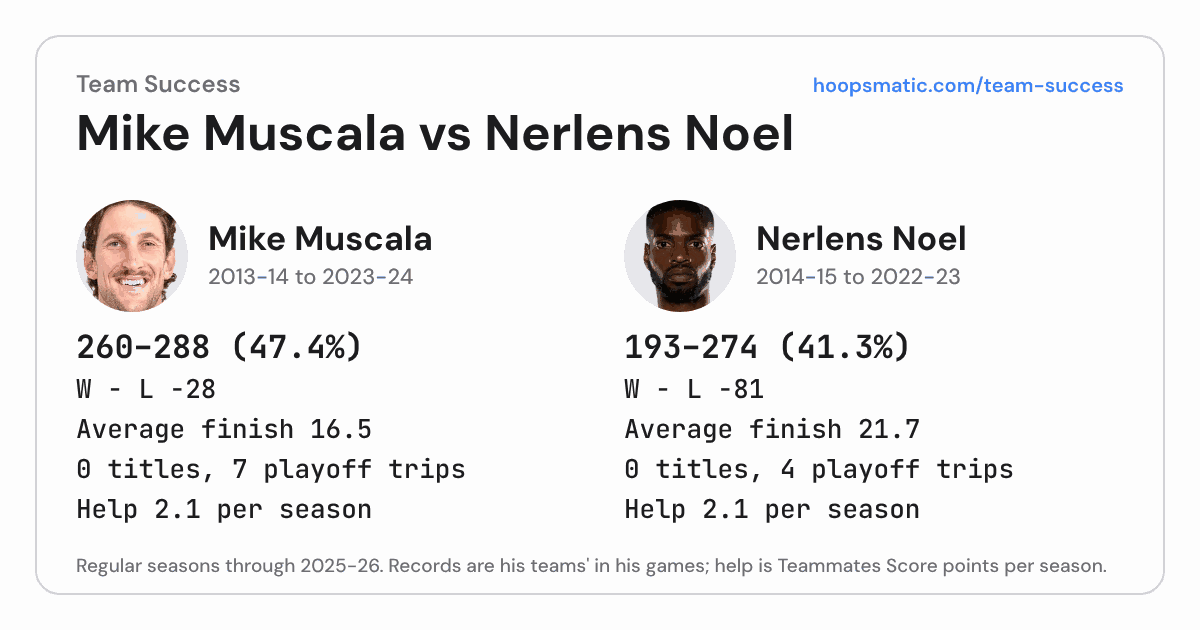 Team Success
hoopsmatic.com/team-success
Mike Muscala vs Nerlens Noel
Mike Muscala
2013-14 to 2023-24
260-288 (47.4%)
W - L -28
Average finish 16.5
0 titles, 7 playoff trips
Help 2.1 per season
Nerlens Noel
2014-15 to 2022-23
193-274 (41.3%)
W - L -81
Average finish 21.7
0 titles, 4 playoff trips
Help 2.1 per season
Regular seasons through 2025-26. Records are his teams' in his games; help is Teammates Score points per season.